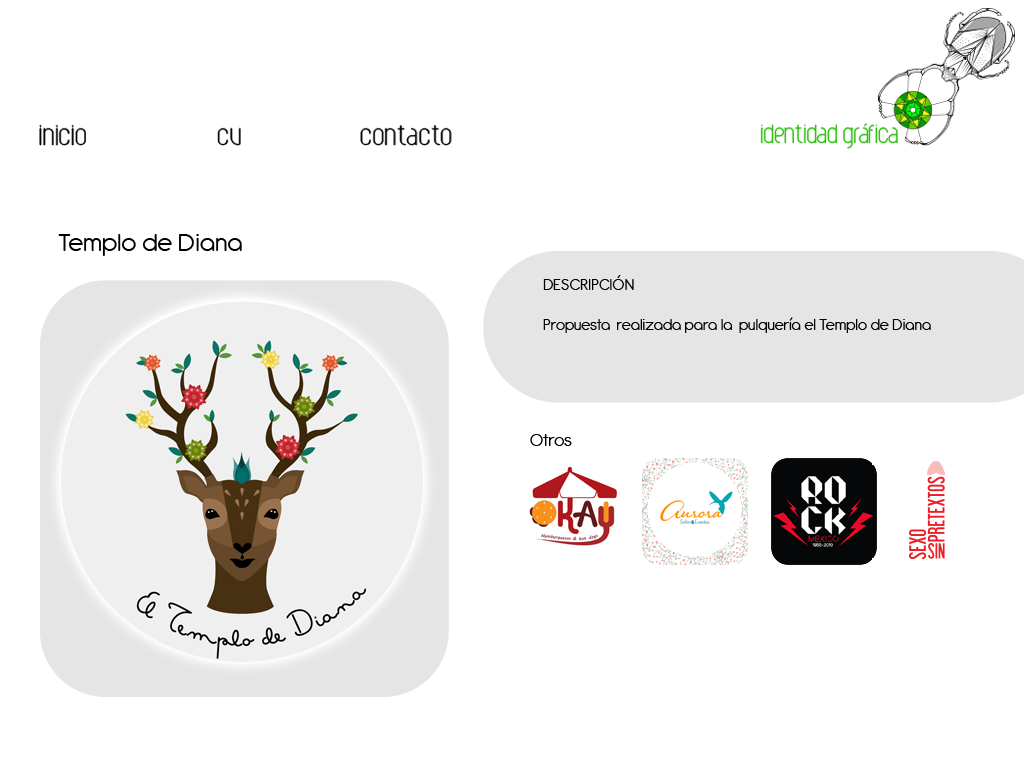 inicio
cv
contacto
identidad gráfica
Templo de Diana
DESCRIPCIÓN
Propuesta realizada para la pulquería el Templo de Diana
El Templo de Diana
Otros
OKAy
Hamburguesas & hot dogs
Aurora
Salón & Eventos
ROCK
MÉXICO
1968-2010
SEXO
SIN PRETEXTOS